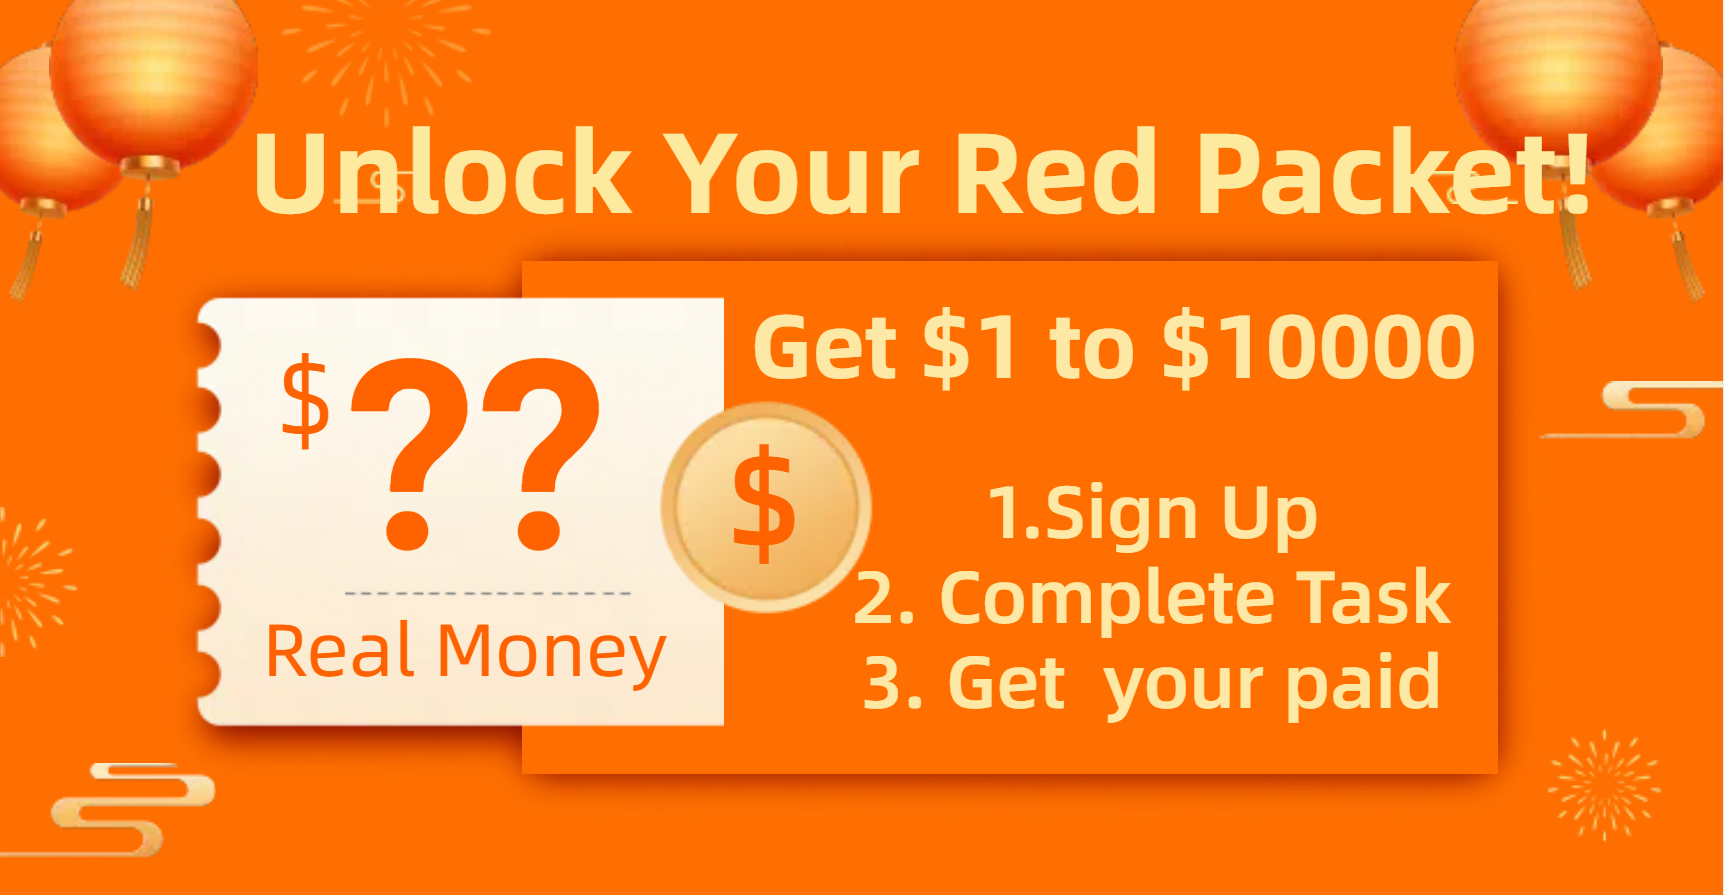 Unlock Your Red Packet!
Get $1 to $10000
$??
Real Money
$
1.Sign Up
2. Complete Task
3. Get your paid